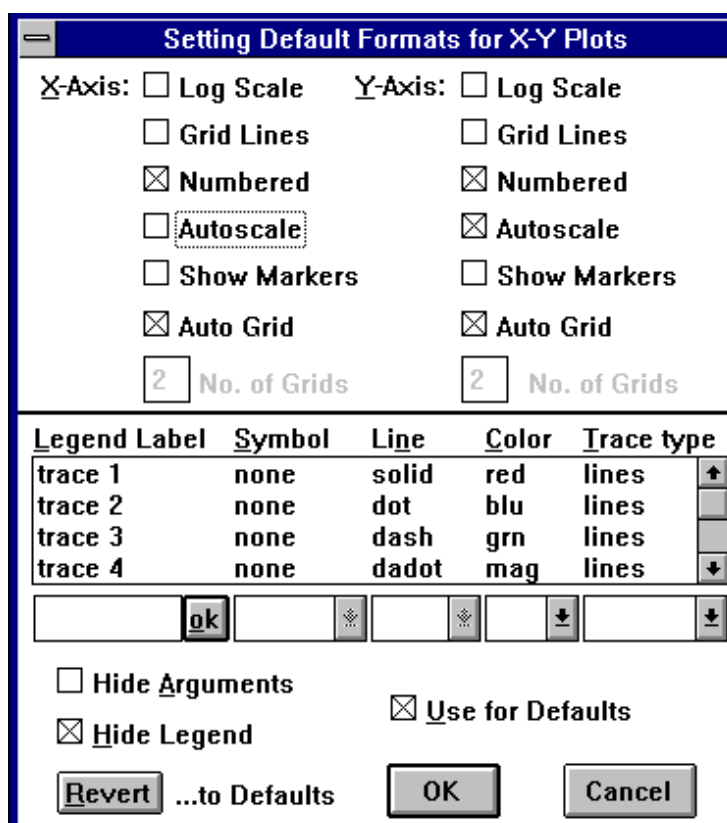 Setting Default Formats for X-Y Plots
X-Axis: Log Scale Y-Axis: Log Scale
Grid Lines Grid Lines
Numbered Numbered
Autoscale Autoscale
Show Markers Show Markers
Auto Grid Auto Grid
2 No. of Grids 2 No. of Grids
Legend Label Symbol Line Color Trace type
trace 1 none solid red lines
trace 2 none dot blu lines
trace 3 none dash grn lines
trace 4 none dadot mag lines
ok
Hide Arguments
Use for Defaults
Hide Legend
Revert ...to Defaults OK Cancel